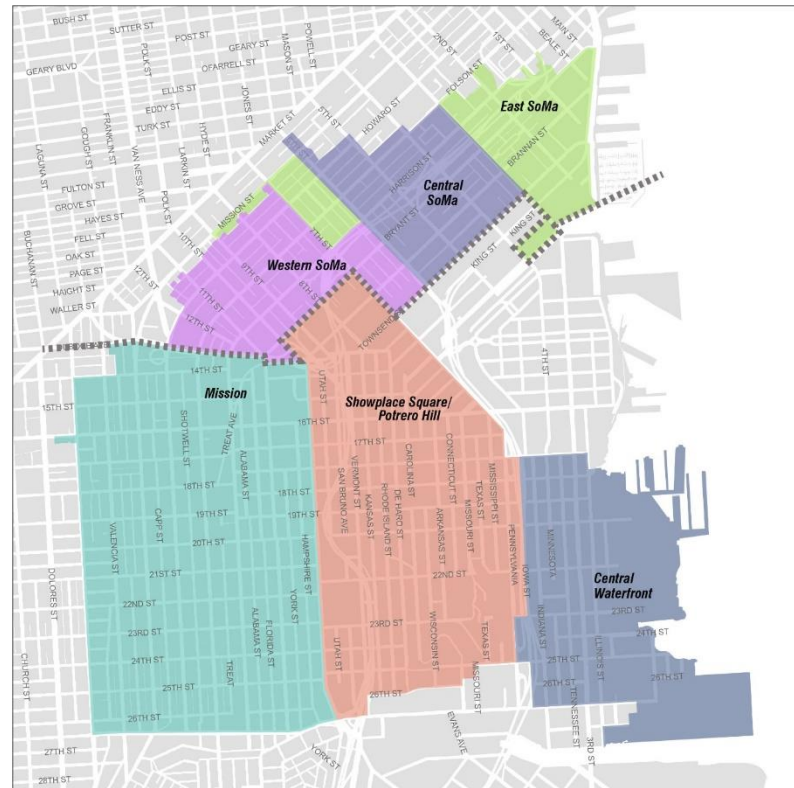 BUSH ST
SUTTER ST
POST ST
GEARY ST
MASON ST
POWELL ST
POLK ST
GEARY BLVD
OFARRELL ST
JONES ST
ELLIS ST
EDDY ST
TURK ST
HYDE ST
LARKIN ST
VAN NESS AVE
FRANKLIN ST
GOUGH ST
LAGUNA ST
POLK ST
FULTON ST
GROVE ST
HAYES ST
FELL ST
OAK ST
PAGE ST
HAIGHT ST
WALLER ST
BUCHANAN ST
MARKET ST
5TH ST
HOWARD ST
FOLSOM ST
2ND ST
1ST ST
BEALE ST
MAIN ST
East SoMa
BRANNAN ST
HARRISON ST
Central
SoMa
BRYANT ST
KING ST
KING ST
MISSION ST
7TH ST
Western SoMa
8TH ST
9TH ST
10TH ST
11TH ST
12TH ST
12TH ST
TOWNSEND
4TH ST
14TH ST
15TH ST
Mission
UTAH ST
Showplace Square/
Potrero Hill
16TH ST
17TH ST
SHOTWELL ST
TREAT AVE
ALABAMA ST
18TH ST
18TH ST
19TH ST
19TH ST
20TH ST
SAN BRUNO AVE
VERMONT ST
KANSAS ST
RHODE ISLAND ST
DE HARO ST
CAROLINA ST
ARKANSAS ST
CONNECTICUT ST
MISSOURI ST
TEXAS ST
MISSISSIPPI ST
PENNSYLVANIA
IOWA ST
MINNESOTA
VALENCIA ST
CAPP ST
HAMPSHIRE ST
21ST ST
22ND ST
22ND ST
Central
Waterfront
DOLORES ST
23RD ST
23RD ST
23RD ST
YORK ST
FLORIDA ST
ALABAMA ST
TREAT
UTAH ST
WISCONSIN ST
TEXAS ST
MISSOURI ST
INDIANA ST
ILLINOIS ST
24TH ST
24TH ST
25TH ST
25TH ST
25TH ST
26TH ST
26TH ST
26TH ST
TENNESSEE ST
3RD ST
CHURCH ST
EVANS AVE
YORK ST
27TH ST
28TH ST